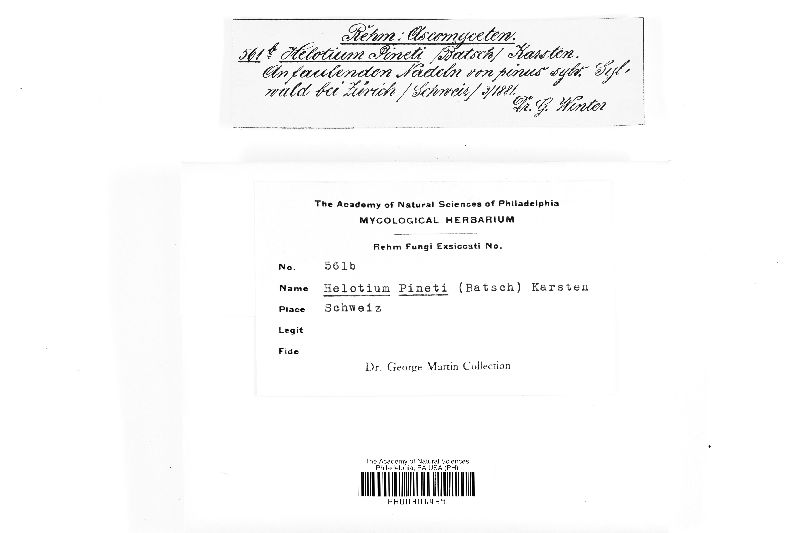 Rehm: Ascomyceten.
561b Helotium Pineti (Batsch) Karsten.
An faulenden Nadeln von pinus sylv. Syl-
wald bei Zürich (Schweiz) 3/1881.
Dr. G. Winter
The Academy of Natural Sciences of Philadelphia
MYCOLOGICAL HERBARIUM
Rehm Fungi Exsiccati No.
No. 561b
Name Helotium Pineti (Batsch) Karsten
Place Schweiz
Legit
Fide
Dr. George Martin Collection
The Academy of Natural Sciences
Philadelphia, PA USA (PH)